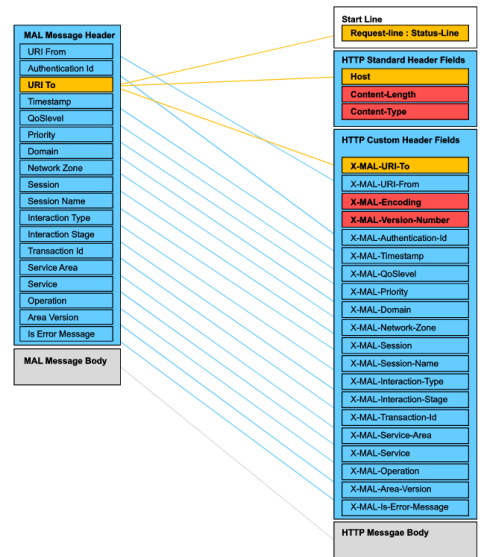 MAL Message Header
URI From
Authentication Id
URI To
Timestamp
QoSlevel
Priority
Domain
Network Zone
Session
Session Name
Interaction Type
Interaction Stage
Transaction Id
Service Area
Service
Operation
Area Version
Is Error Message
MAL Message Body
Start Line
Request-line : Status-Line
HTTP Standard Header Fields
Host
Content-Length
Content-Type
HTTP Custom Header Fields
X-MAL-URI-To
X-MAL-URI-From
X-MAL-Encoding
X-MAL-Version-Number
X-MAL-Authentication-Id
X-MAL-Timestamp
X-MAL-QoSlevel
X-MAL-Priority
X-MAL-Domain
X-MAL-Network-Zone
X-MAL-Session
X-MAL-Session-Name
X-MAL-Interaction-Type
X-MAL-Interaction-Stage
X-MAL-Transaction-Id
X-MAL-Service-Area
X-MAL-Service
X-MAL-Operation
X-MAL-Area-Version
X-MAL-Is-Error-Message
HTTP Messgae Body